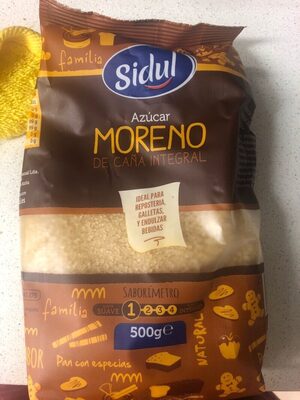 familia
Sidul
Azúcar
MORENO
DE CAÑA INTEGRAL
IDEAL PARA
REPOSTERIA,
GALLETAS,
Y ENDULZAR
BEBIDAS
SABORÍMETRO
SUAVE 1 2 3 4
familia
500g℮
NATURAL
Pan con especias